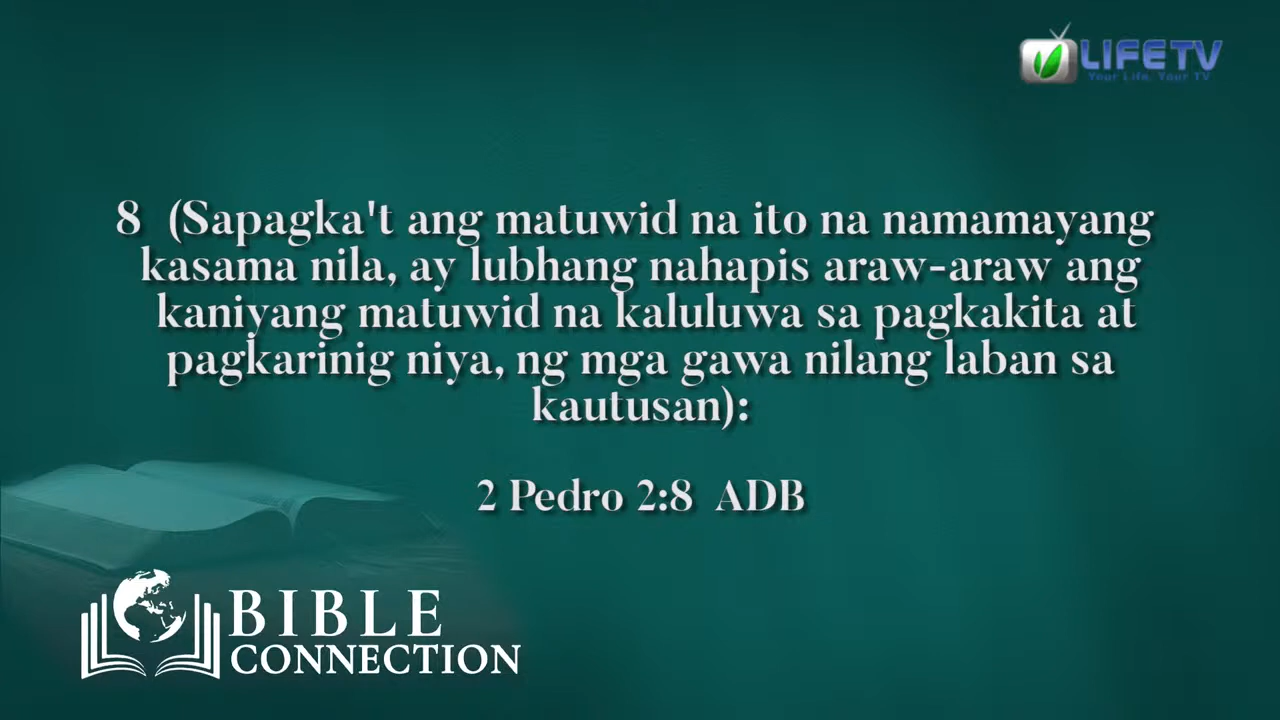 LIFETV
Your Life, Your TV
8 (Sapagka't ang matuwid na ito na namamayang
kasama nila, ay lubhang nahapis araw-araw ang
kaniyang matuwid na kaluluwa sa pagkakita at
pagkarinig niya, ng mga gawa nilang laban sa
kautusan):
2 Pedro 2:8 ADB
BIBLE
CONNECTION